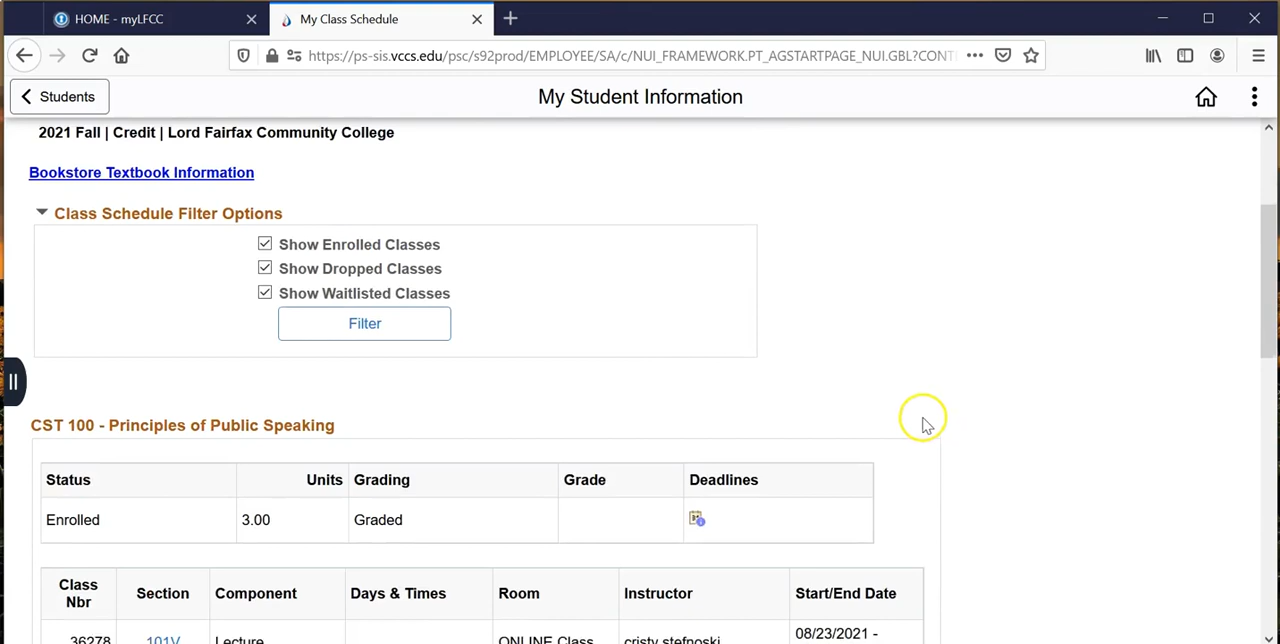 HOME - myLFCC
My Class Schedule
https://ps-sis.vccs.edu/psc/s92prod/EMPLOYEE/SA/c/NUI_FRAMEWORK.PT_AGSTARTPAGE_NUI.GBL?CONT
Students
My Student Information
2021 Fall | Credit | Lord Fairfax Community College
Bookstore Textbook Information
Class Schedule Filter Options
Show Enrolled Classes
Show Dropped Classes
Show Waitlisted Classes
Filter
CST 100 - Principles of Public Speaking
Status Units Grading Grade Deadlines
Enrolled 3.00 Graded
Class Nbr Section Component Days & Times Room Instructor Start/End Date
36278 101V Lecture ONLINE Class cristy stefnoski 08/23/2021 -